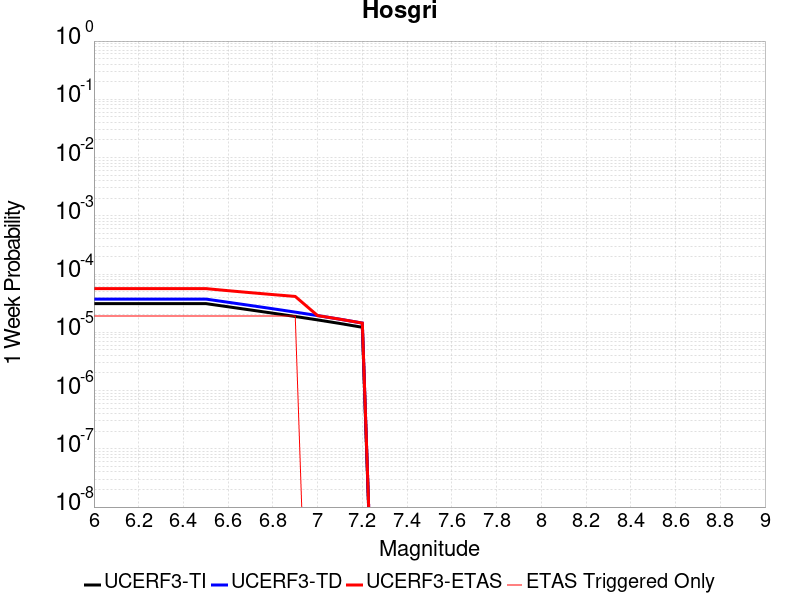 Hosgri
1 Week Probability
10^0
10^-1
10^-2
10^-3
10^-4
10^-5
10^-6
10^-7
10^-8
6 6.2 6.4 6.6 6.8 7 7.2 7.4 7.6 7.8 8 8.2 8.4 8.6 8.8 9
Magnitude
UCERF3-TI UCERF3-TD UCERF3-ETAS ETAS Triggered Only